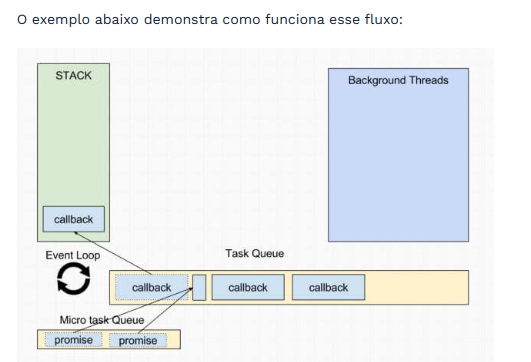 O exemplo abaixo demonstra como funciona esse fluxo:
STACK
Background Threads
callback
Event Loop
Task Queue
callback
callback
callback
Micro task Queue
promise
promise